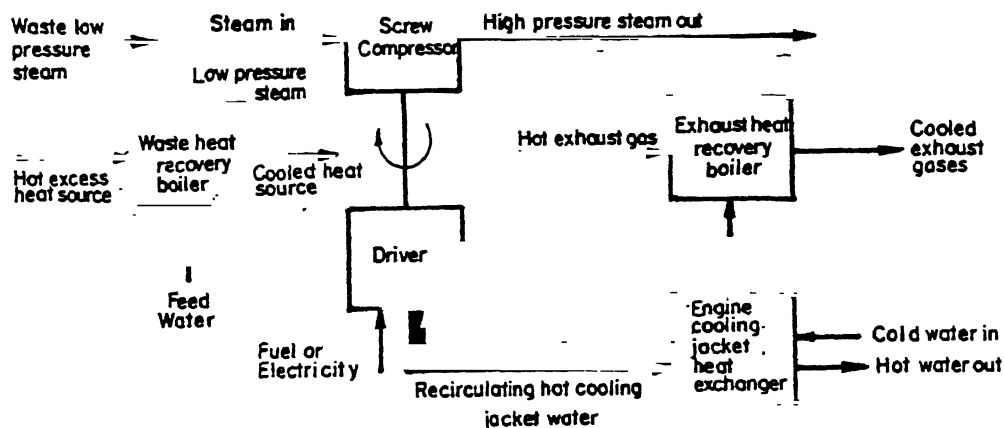 Waste low
pressure
steam
Steam in
Low pressure
steam
Screw
Compressor
High pressure steam out
Hot excess
heat source
Waste heat
recovery
boiler
Cooled heat
source
Hot exhaust gas
Exhaust heat
recovery
boiler
Cooled
exhaust
gases
Driver
Feed
Water
Fuel or
Electricity
Recirculating hot cooling
jacket water
Engine
cooling-
jacket
heat
exchanger
Cold water in
Hot water out